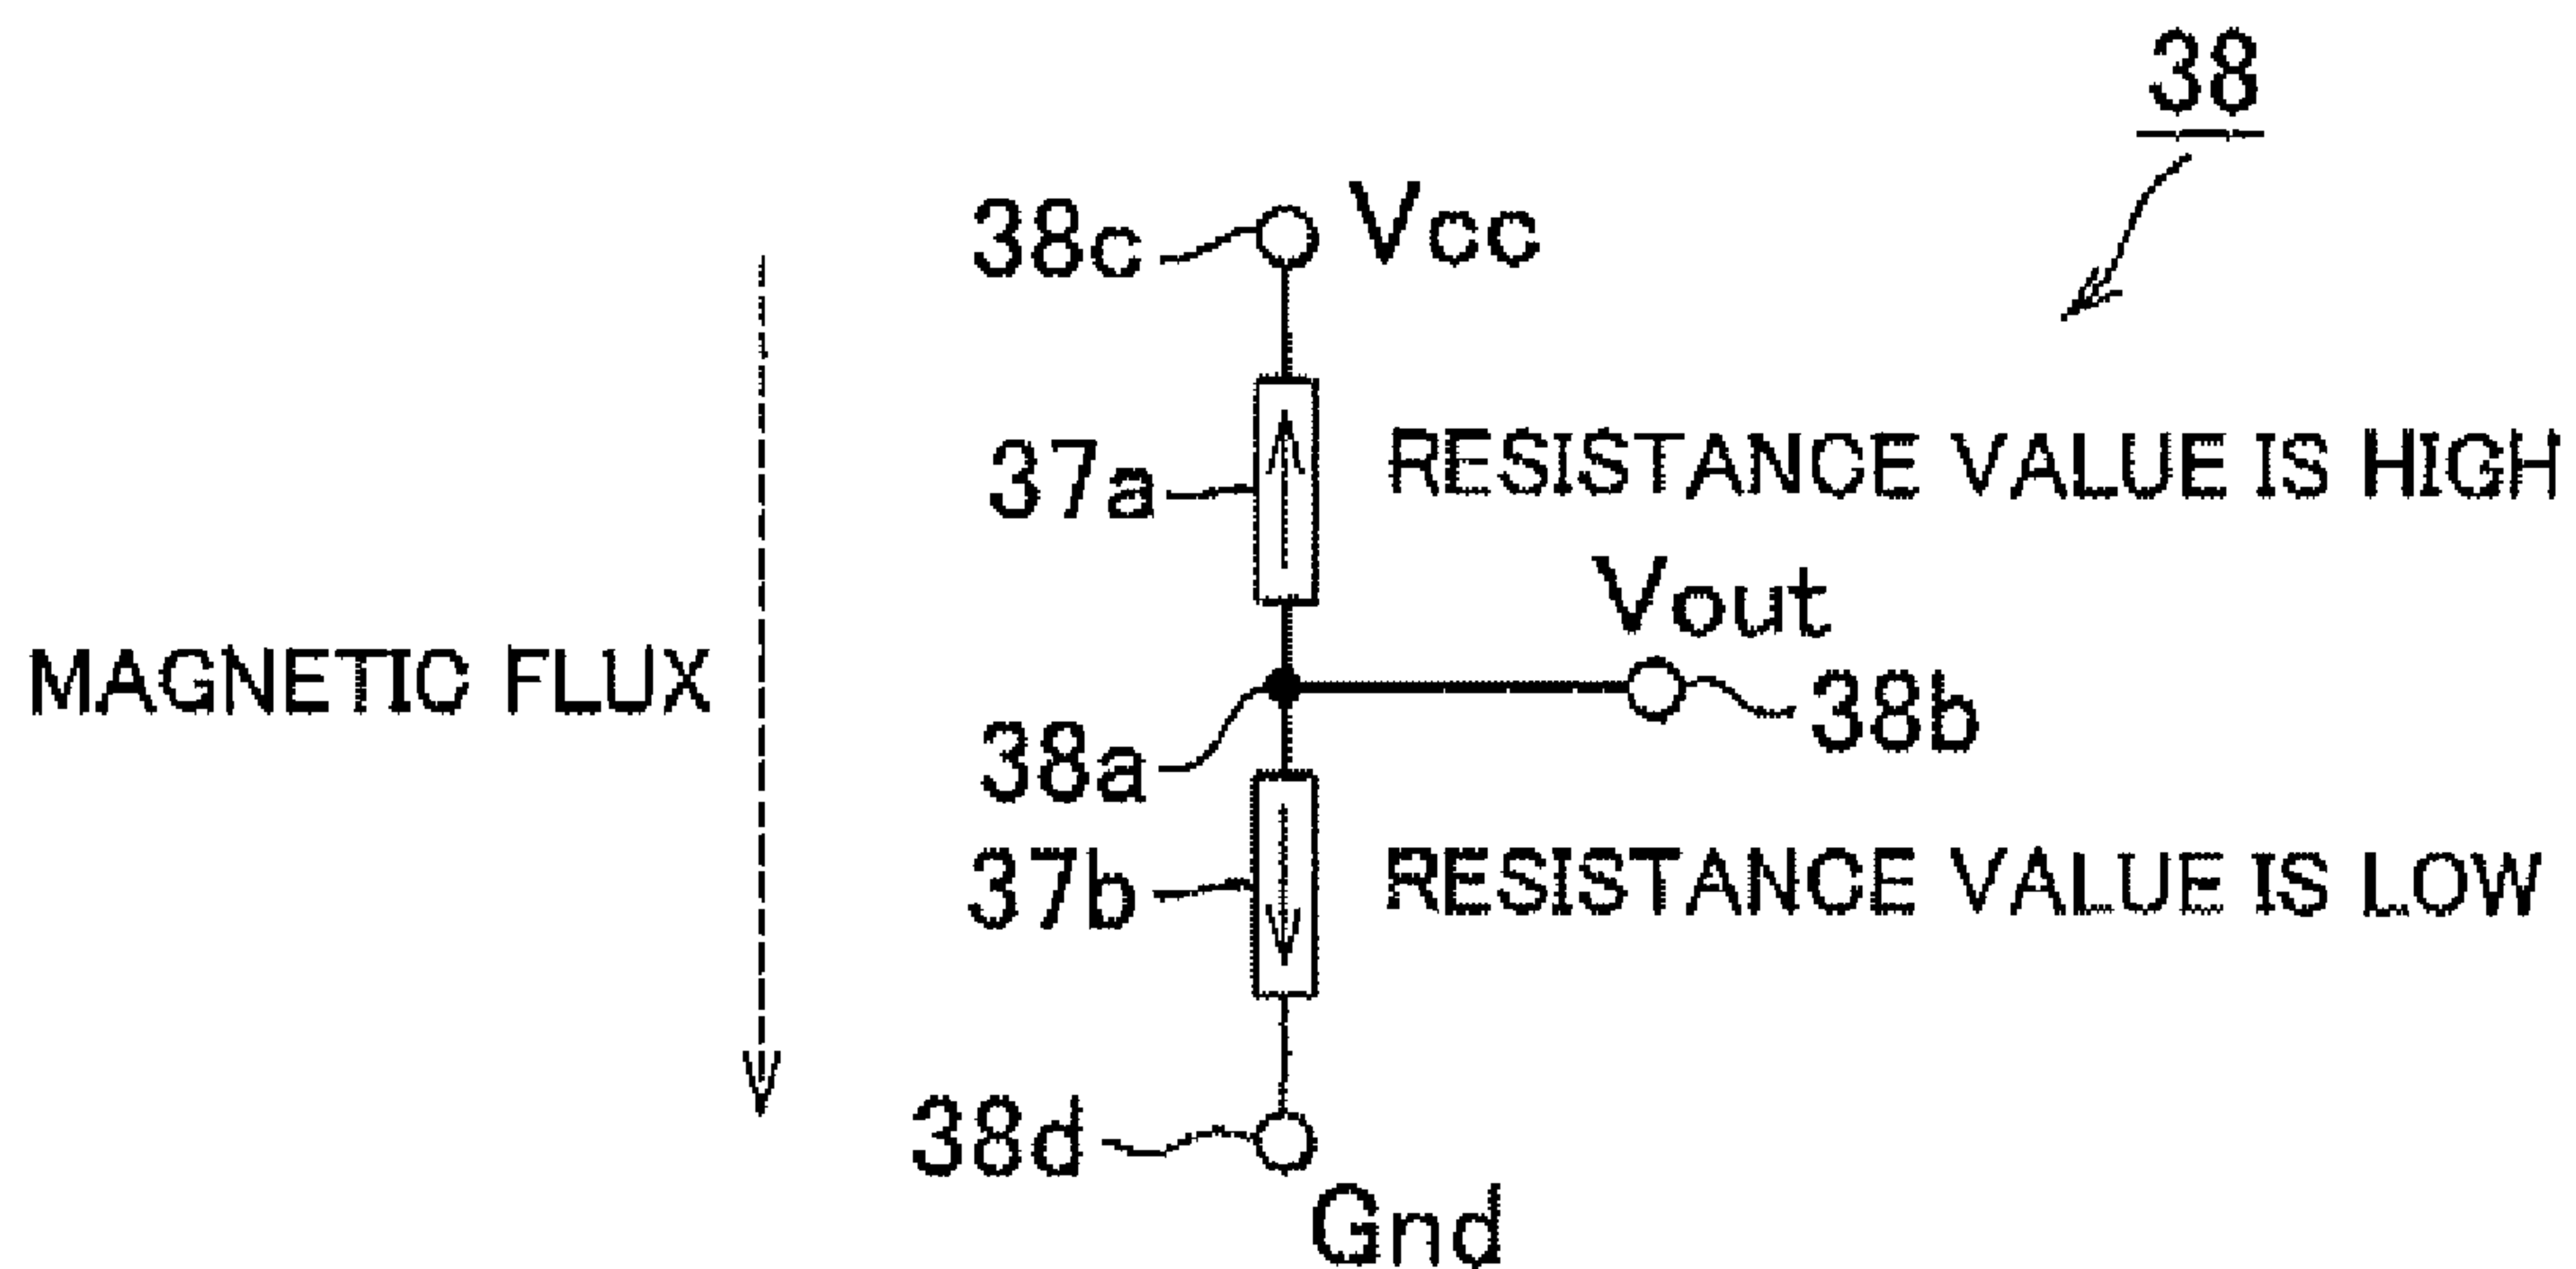 38
38c Vcc
37a RESISTANCE VALUE IS HIGH
Vout
MAGNETIC FLUX
38a 38b
37b RESISTANCE VALUE IS LOW
38d
Gnd